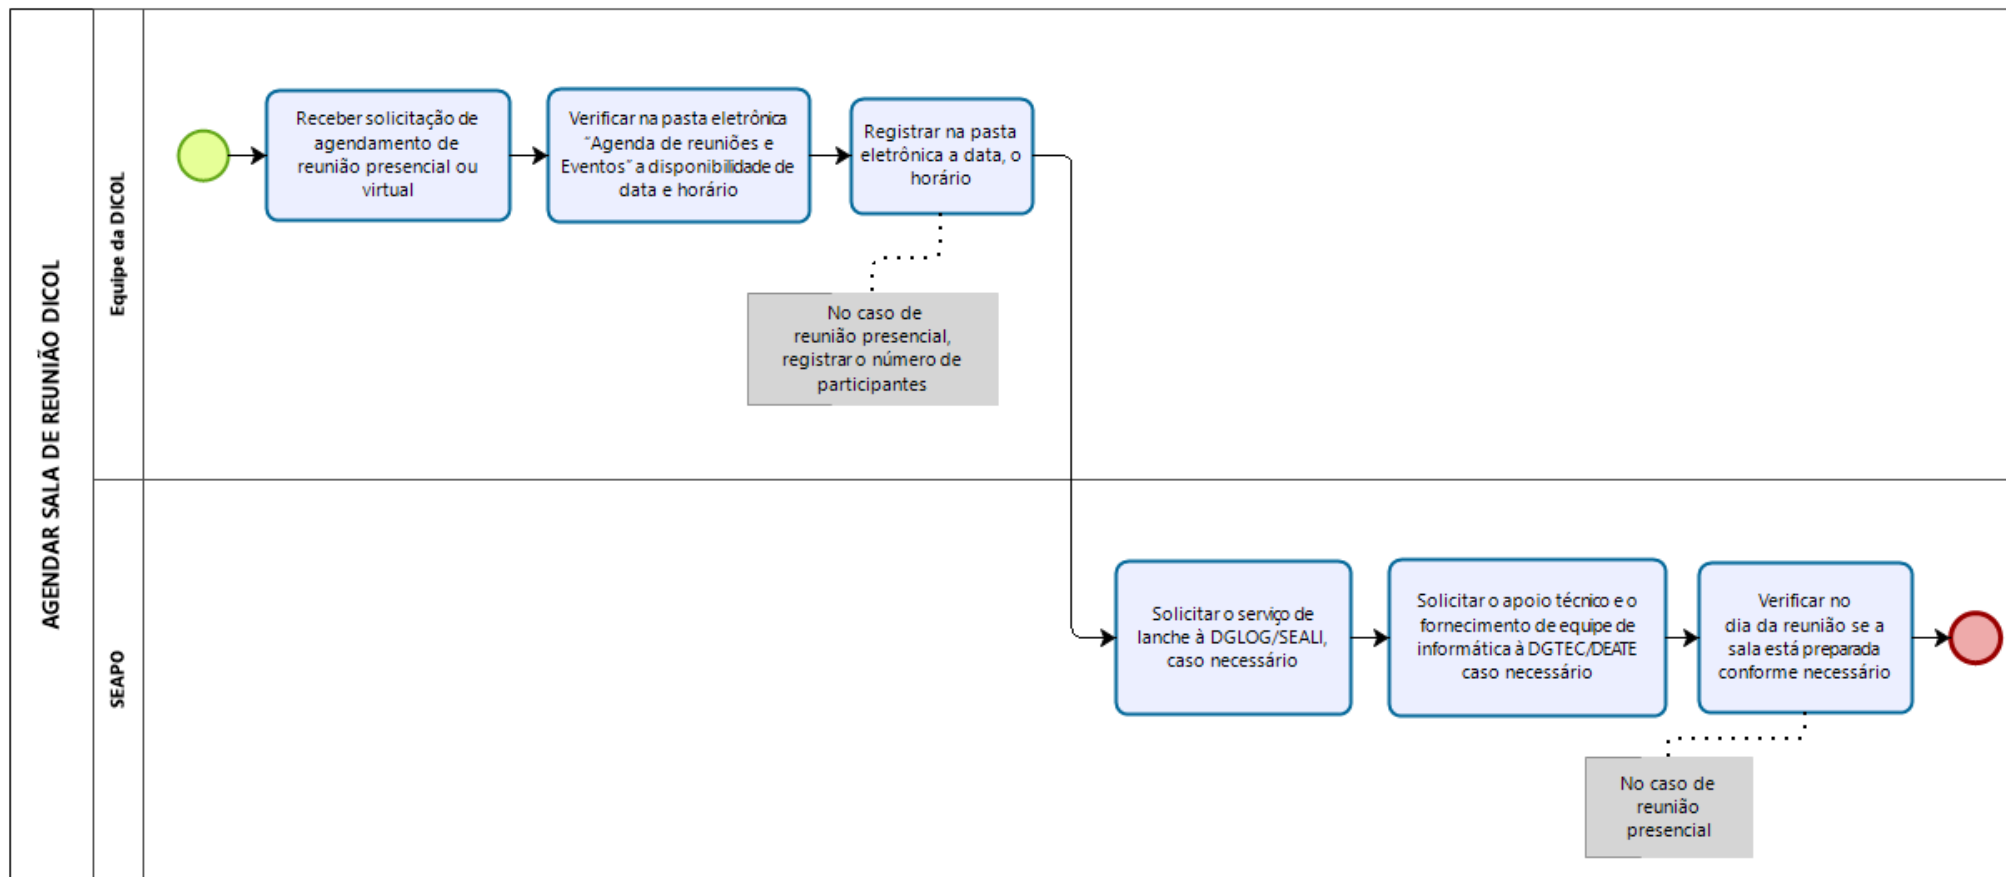 AGENDAR SALA DE REUNIÃO DICOL
Equipe da DICOL
Receber solicitação de
agendamento de
reunião presencial ou
virtual
Verificar na pasta eletrônica
“Agenda de reuniões e
Eventos” a disponibilidade de
data e horário
Registrar na pasta
eletrônica a data, o
horário
No caso de
reunião presencial,
registrar o número de
participantes
SEAPO
Solicitar o serviço de
lanche à DGLOG/SEALI,
caso necessário
Solicitar o apoio técnico e o
fornecimento de equipe de
informática à DGTEC/DEATE
caso necessário
Verificar no
dia da reunião se a
sala está preparada
conforme necessário
No caso de
reunião
presencial